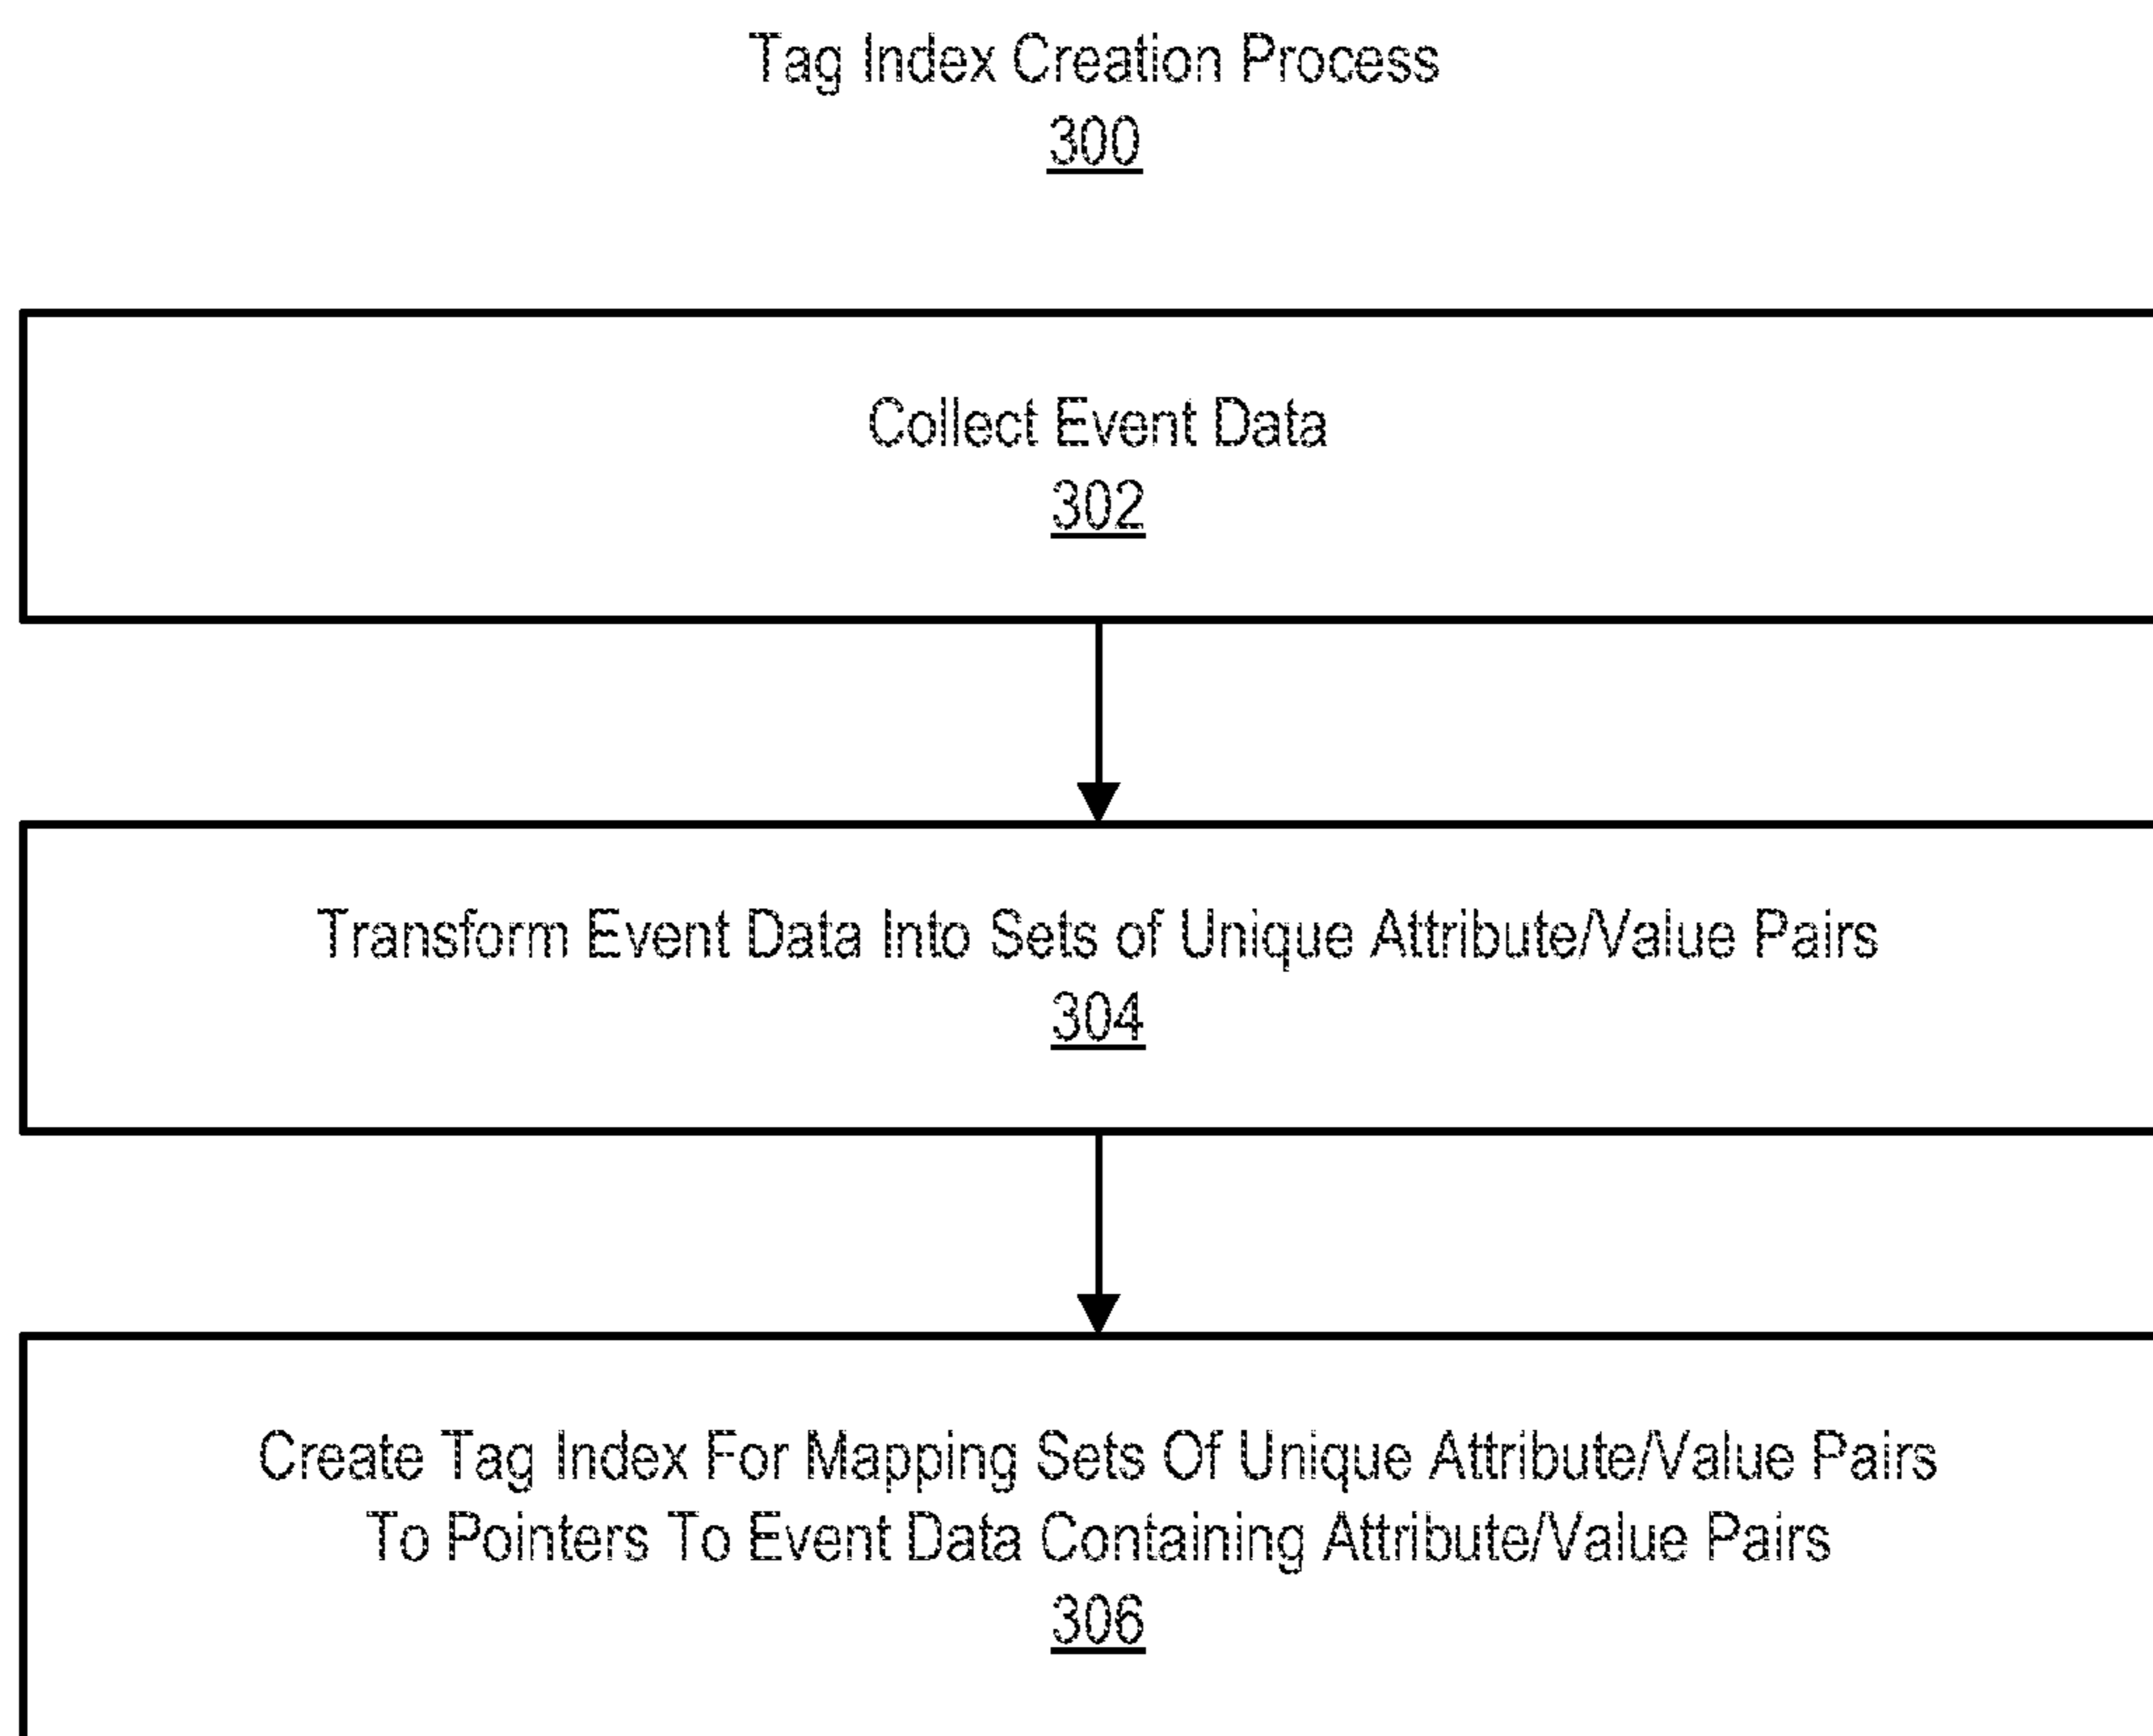 Tag Index Creation Process
300
Collect Event Data
302
Transform Event Data Into Sets of Unique Attribute/Value Pairs
304
Create Tag Index For Mapping Sets Of Unique Attribute/Value Pairs
To Pointers To Event Data Containing Attribute/Value Pairs
306